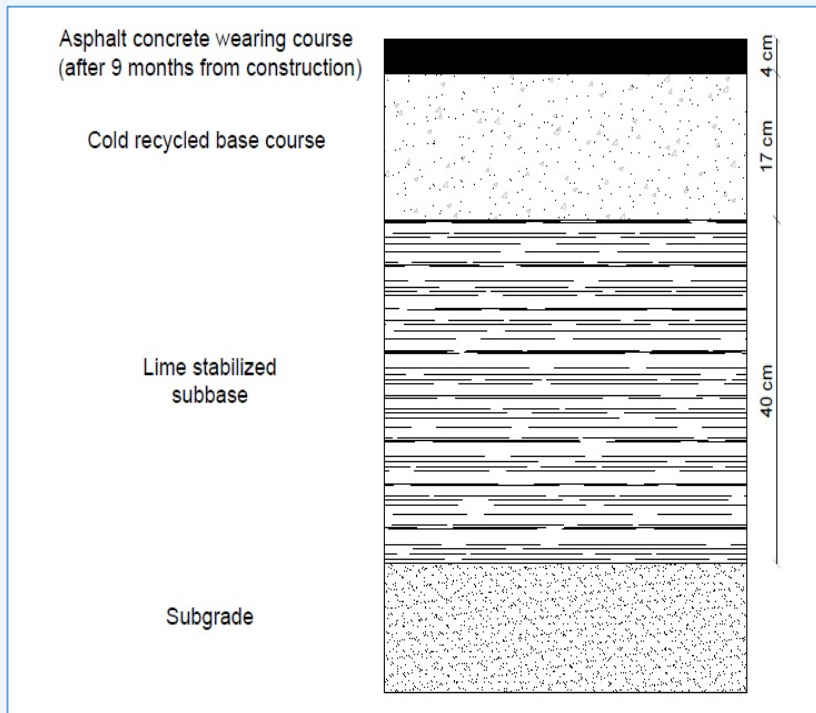 Asphalt concrete wearing course
(after 9 months from construction)
4 cm
Cold recycled base course
17 cm
Lime stabilized
subbase
40 cm
Subgrade